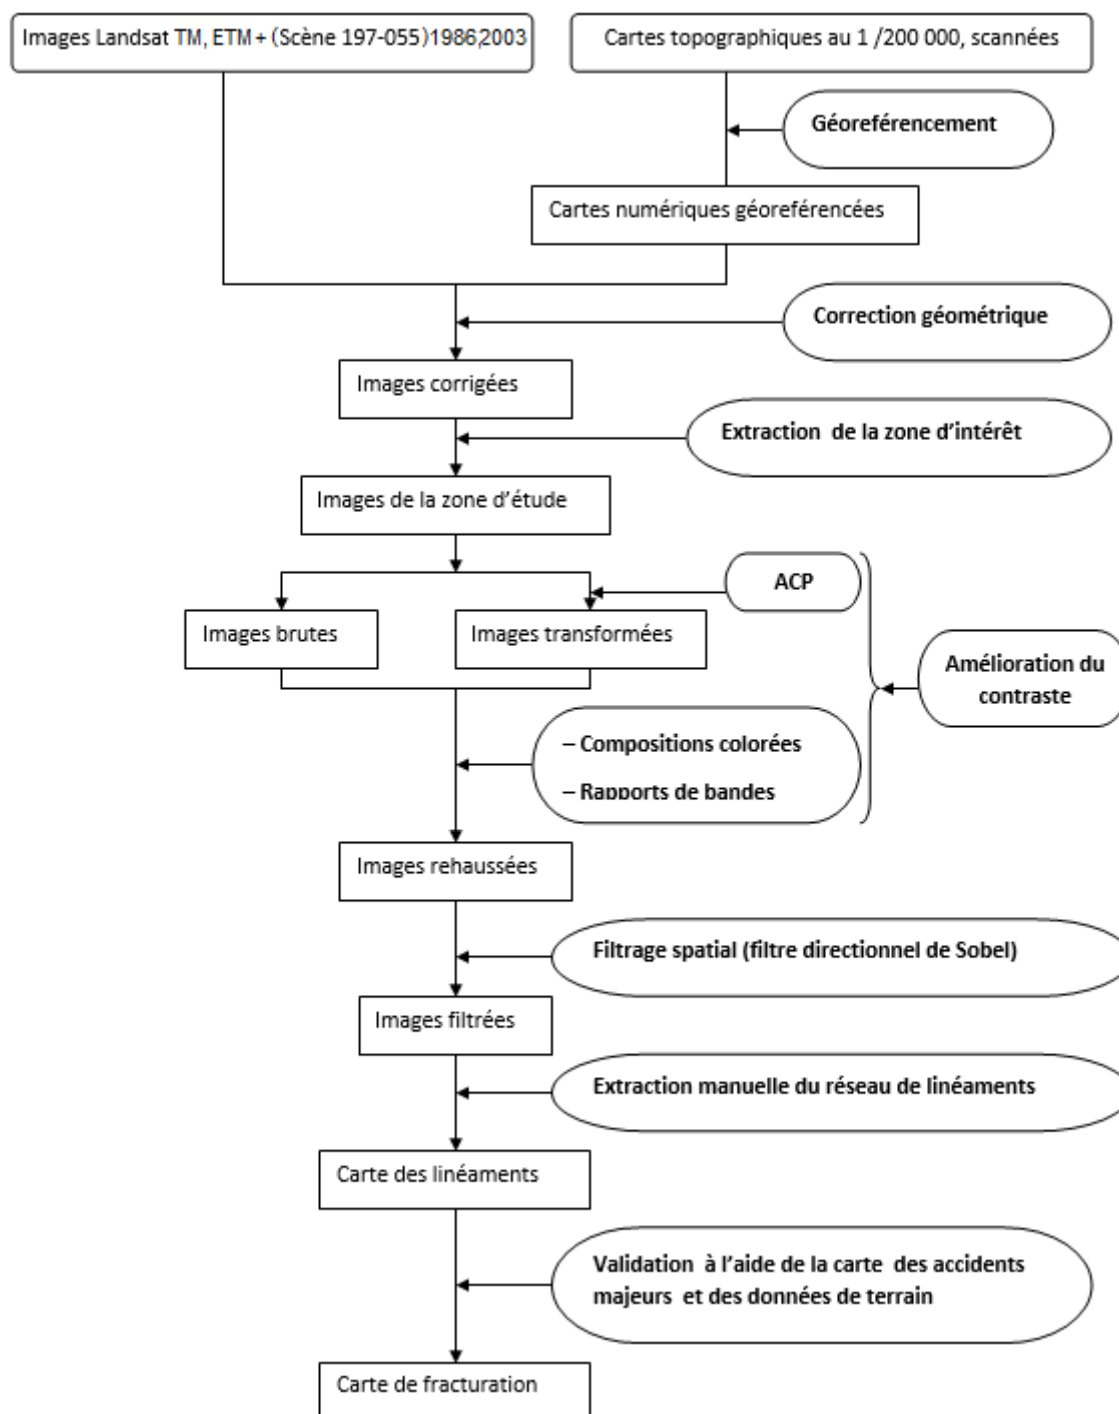 Images Landsat TM, ETM+ (Scène 197-055)1986,2003
Cartes topographiques au 1 /200 000, scannées
Géoreférencement
Cartes numériques géoreférencées
Correction géométrique
Images corrigées
Extraction de la zone d'intérêt
Images de la zone d'étude
ACP
Images brutes
Images transformées
Amélioration du
contraste
– Compositions colorées
– Rapports de bandes
Images rehaussées
Filtrage spatial (filtre directionnel de Sobel)
Images filtrées
Extraction manuelle du réseau de linéaments
Carte des linéaments
Validation à l'aide de la carte des accidents
majeurs et des données de terrain
Carte de fracturation